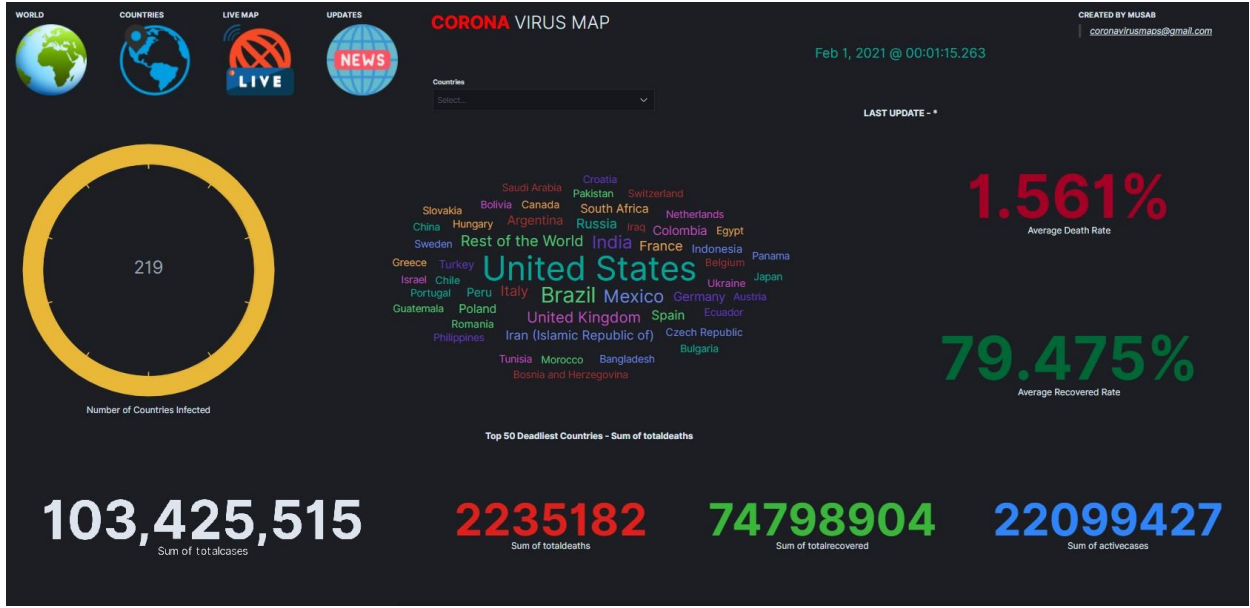 WORLD
COUNTRIES
LIVE MAP
UPDATES
LIVE
NEWS
CORONA VIRUS MAP
CREATED BY MUSAB
coronavirusmaps@gmail.com
Feb 1, 2021 @ 00:01:15.263
Countries
Select...
LAST UPDATE - *
219
Number of Countries Infected
Croatia
Saudi Arabia Pakistan Switzerland
Slovakia Bolivia Canada South Africa Netherlands
China Hungary Argentina Russia Iraq Colombia Egypt
Sweden Rest of the World India France Indonesia Panama
Greece Turkey United States Belgium Japan
Israel Chile Ukraine
Portugal Peru Italy Brazil Mexico Germany Austria
Guatemala Poland United Kingdom Spain Ecuador
Romania
Philippines Iran (Islamic Republic of) Czech Republic
Bulgaria
Tunisia Morocco Bangladesh
Bosnia and Herzegovina
Top 50 Deadliest Countries - Sum of totaldeaths
1.561%
Average Death Rate
79.475%
Average Recovered Rate
103,425,515
Sum of totalcases
2235182
Sum of totaldeaths
74798904
Sum of totalrecovered
22099427
Sum of activecases